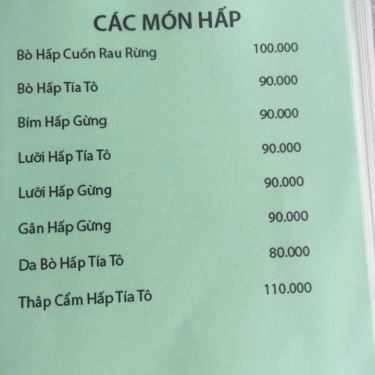 CÁC MÓN HẤP
Bò Hấp Cuốn Rau Rừng 100.000
Bò Hấp Tía Tô 90.000
Bím Hấp Gừng 90.000
Lưỡi Hấp Tía Tô 90.000
Lưỡi Hấp Gừng 90.000
Gân Hấp Gừng 90.000
Da Bò Hấp Tía Tô 80.000
Thập Cẩm Hấp Tía Tô 110.000